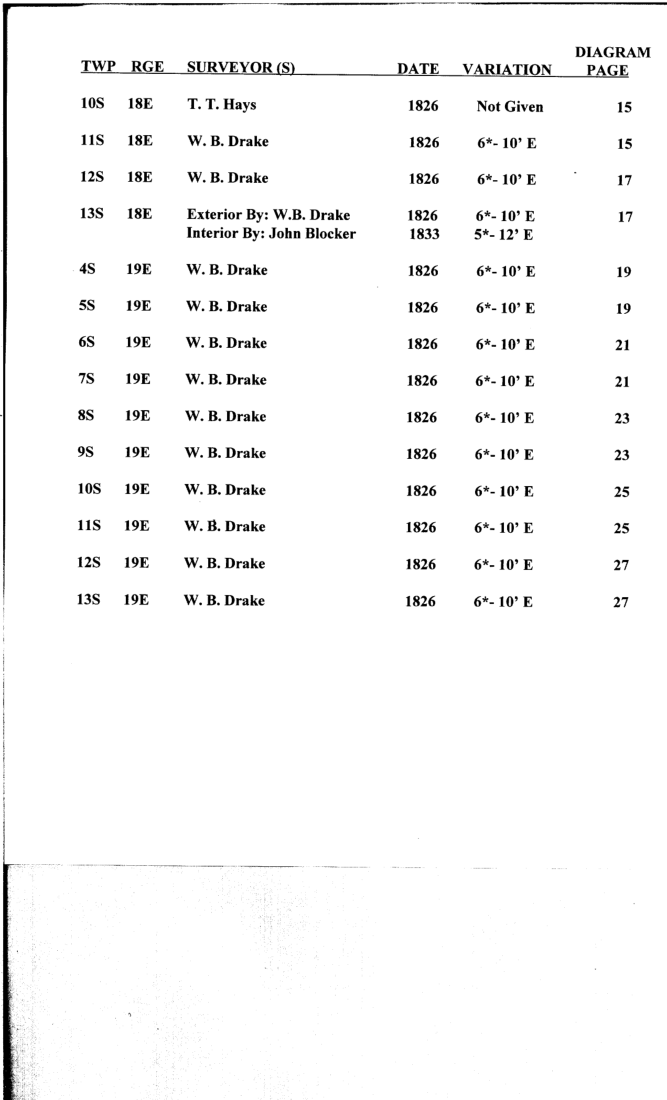 DIAGRAM
TWP RGE SURVEYOR (S) DATE VARIATION PAGE
10S 18E T. T. Hays 1826 Not Given 15
11S 18E W. B. Drake 1826 6*- 10' E 15
12S 18E W. B. Drake 1826 6*- 10' E 17
13S 18E Exterior By: W.B. Drake 1826 6*- 10' E 17
Interior By: John Blocker 1833 5*- 12' E
4S 19E W. B. Drake 1826 6*- 10' E 19
5S 19E W. B. Drake 1826 6*- 10' E 19
6S 19E W. B. Drake 1826 6*- 10' E 21
7S 19E W. B. Drake 1826 6*- 10' E 21
8S 19E W. B. Drake 1826 6*- 10' E 23
9S 19E W. B. Drake 1826 6*- 10' E 23
10S 19E W. B. Drake 1826 6*- 10' E 25
11S 19E W. B. Drake 1826 6*- 10' E 25
12S 19E W. B. Drake 1826 6*- 10' E 27
13S 19E W. B. Drake 1826 6*- 10' E 27